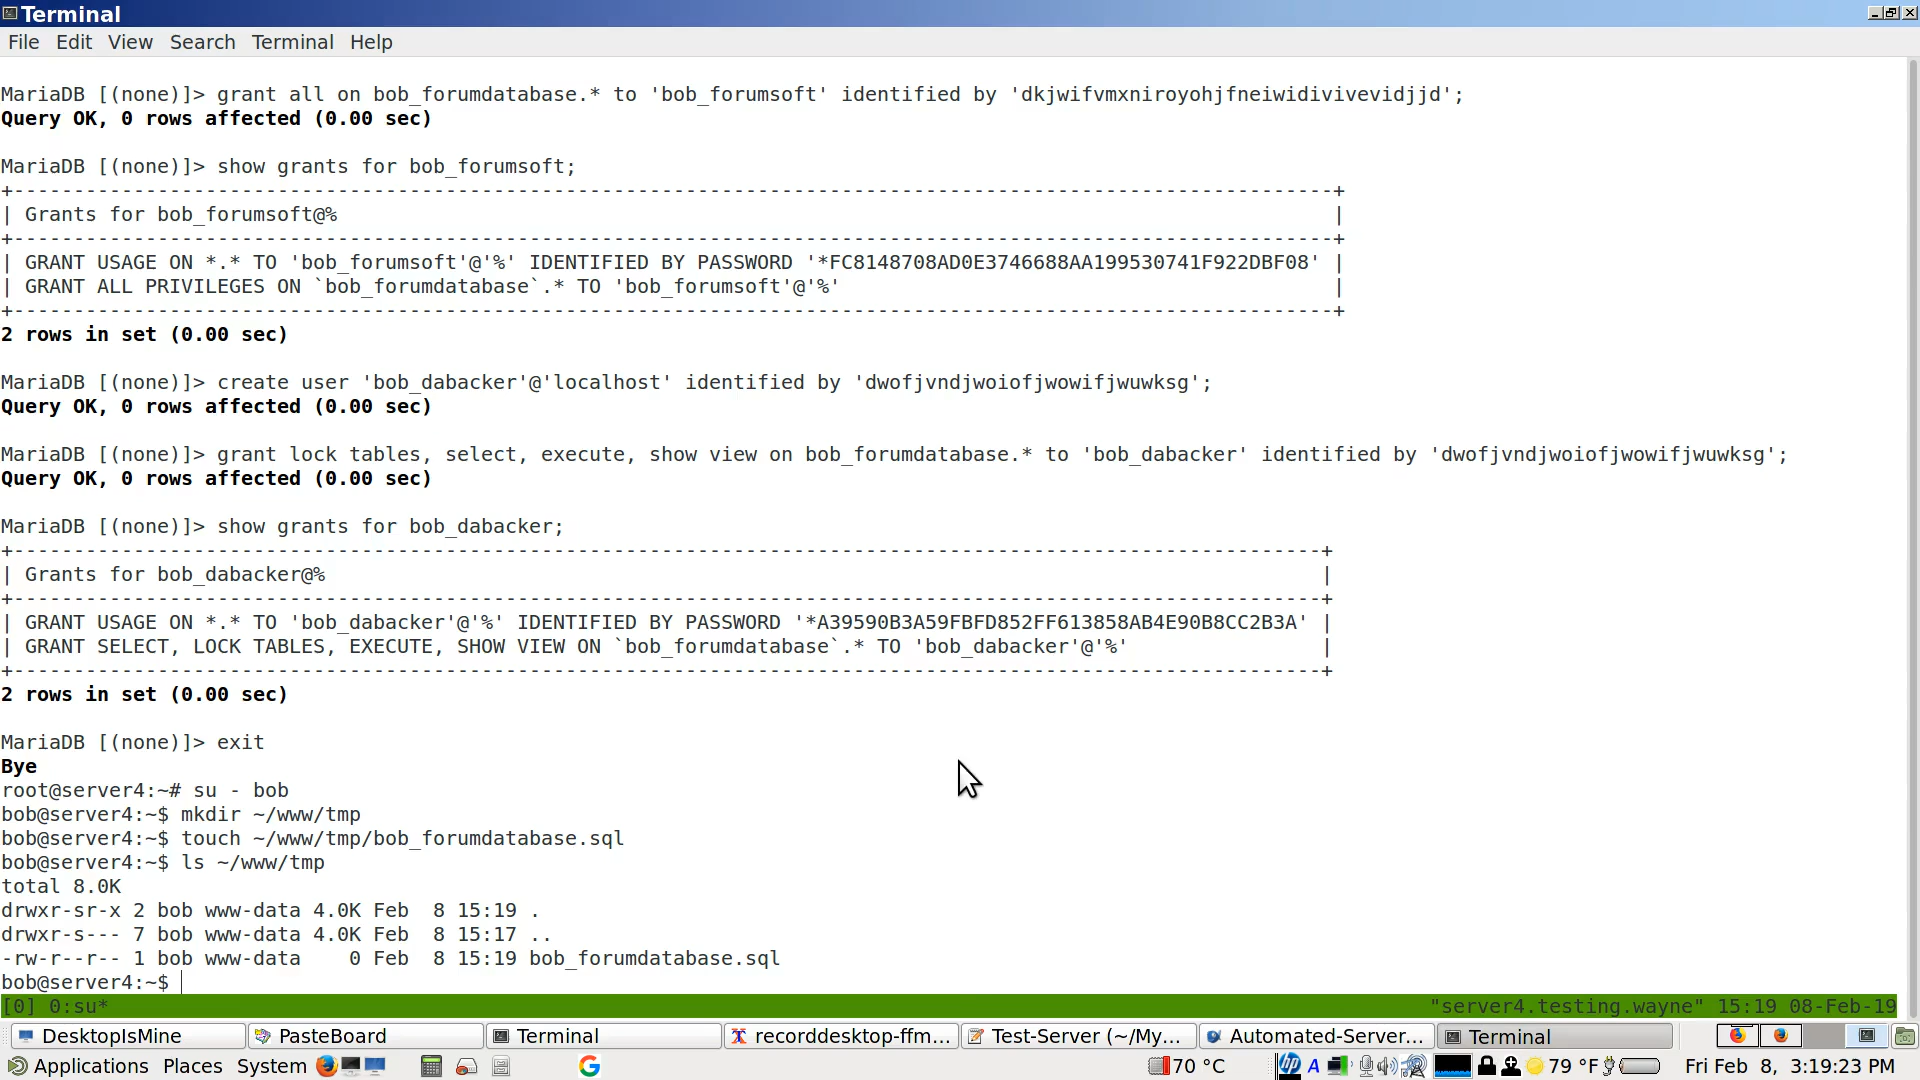 Terminal
File Edit View Search Terminal Help
MariaDB [(none)]> grant all on bob_forumdatabase.* to 'bob_forumsoft' identified by 'dkjwifvmxniroyohjfneiwidivivevidjjd';
Query OK, 0 rows affected (0.00 sec)
MariaDB [(none)]> show grants for bob_forumsoft;
+--------------------------------------------------------------------------------------------------------------+
| Grants for bob_forumsoft@%                                                                                   |
+--------------------------------------------------------------------------------------------------------------+
| GRANT USAGE ON *.* TO 'bob_forumsoft'@'%' IDENTIFIED BY PASSWORD '*FC8148708AD0E3746688AA199530741F922DBF08' |
| GRANT ALL PRIVILEGES ON `bob_forumdatabase`.* TO 'bob_forumsoft'@'%'                                         |
+--------------------------------------------------------------------------------------------------------------+
2 rows in set (0.00 sec)
MariaDB [(none)]> create user 'bob_dabacker'@'localhost' identified by 'dwofjvndjwoiofjwowifjwuwksg';
Query OK, 0 rows affected (0.00 sec)
MariaDB [(none)]> grant lock tables, select, execute, show view on bob_forumdatabase.* to 'bob_dabacker' identified by 'dwofjvndjwoiofjwowifjwuwksg';
Query OK, 0 rows affected (0.00 sec)
MariaDB [(none)]> show grants for bob_dabacker;
+-------------------------------------------------------------------------------------------------------------+
| Grants for bob_dabacker@%                                                                                   |
+-------------------------------------------------------------------------------------------------------------+
| GRANT USAGE ON *.* TO 'bob_dabacker'@'%' IDENTIFIED BY PASSWORD '*A39590B3A59FBFD852FF613858AB4E90B8CC2B3A' |
| GRANT SELECT, LOCK TABLES, EXECUTE, SHOW VIEW ON `bob_forumdatabase`.* TO 'bob_dabacker'@'%'                |
+-------------------------------------------------------------------------------------------------------------+
2 rows in set (0.00 sec)
MariaDB [(none)]> exit
Bye
root@server4:~# su - bob
bob@server4:~$ mkdir ~/www/tmp
bob@server4:~$ touch ~/www/tmp/bob_forumdatabase.sql
bob@server4:~$ ls ~/www/tmp
total 8.0K
drwxr-sr-x 2 bob www-data 4.0K Feb  8 15:19 .
drwxr-s--- 7 bob www-data 4.0K Feb  8 15:17 ..
-rw-r--r-- 1 bob www-data    0 Feb  8 15:19 bob_forumdatabase.sql
bob@server4:~$
[0] 0:su* "server4.testing.wayne" 15:19 08-Feb-19
DesktopIsMine PasteBoard Terminal recorddesktop-ffm... Test-Server (~/My... Automated-Server... Terminal
Applications Places System 70 °C hp A 79 °F Fri Feb 8, 3:19:23 PM